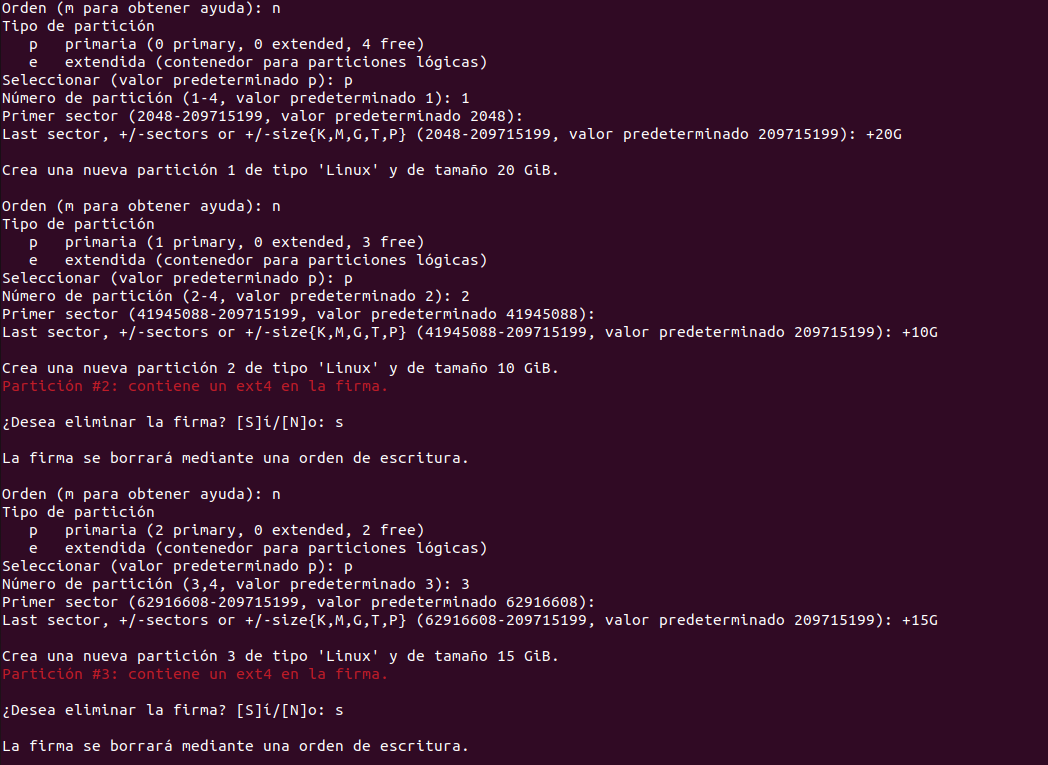 Orden (m para obtener ayuda): n
Tipo de partición
   p   primaria (0 primary, 0 extended, 4 free)
   e   extendida (contenedor para particiones lógicas)
Seleccionar (valor predeterminado p): p
Número de partición (1-4, valor predeterminado 1): 1
Primer sector (2048-209715199, valor predeterminado 2048):
Last sector, +/-sectors or +/-size{K,M,G,T,P} (2048-209715199, valor predeterminado 209715199): +20G

Crea una nueva partición 1 de tipo 'Linux' y de tamaño 20 GiB.

Orden (m para obtener ayuda): n
Tipo de partición
   p   primaria (1 primary, 0 extended, 3 free)
   e   extendida (contenedor para particiones lógicas)
Seleccionar (valor predeterminado p): p
Número de partición (2-4, valor predeterminado 2): 2
Primer sector (41945088-209715199, valor predeterminado 41945088):
Last sector, +/-sectors or +/-size{K,M,G,T,P} (41945088-209715199, valor predeterminado 209715199): +10G

Crea una nueva partición 2 de tipo 'Linux' y de tamaño 10 GiB.
Partición #2: contiene un ext4 en la firma.

¿Desea eliminar la firma? [S]í/[N]o: s

La firma se borrará mediante una orden de escritura.

Orden (m para obtener ayuda): n
Tipo de partición
   p   primaria (2 primary, 0 extended, 2 free)
   e   extendida (contenedor para particiones lógicas)
Seleccionar (valor predeterminado p): p
Número de partición (3,4, valor predeterminado 3): 3
Primer sector (62916608-209715199, valor predeterminado 62916608):
Last sector, +/-sectors or +/-size{K,M,G,T,P} (62916608-209715199, valor predeterminado 209715199): +15G

Crea una nueva partición 3 de tipo 'Linux' y de tamaño 15 GiB.
Partición #3: contiene un ext4 en la firma.

¿Desea eliminar la firma? [S]í/[N]o: s

La firma se borrará mediante una orden de escritura.